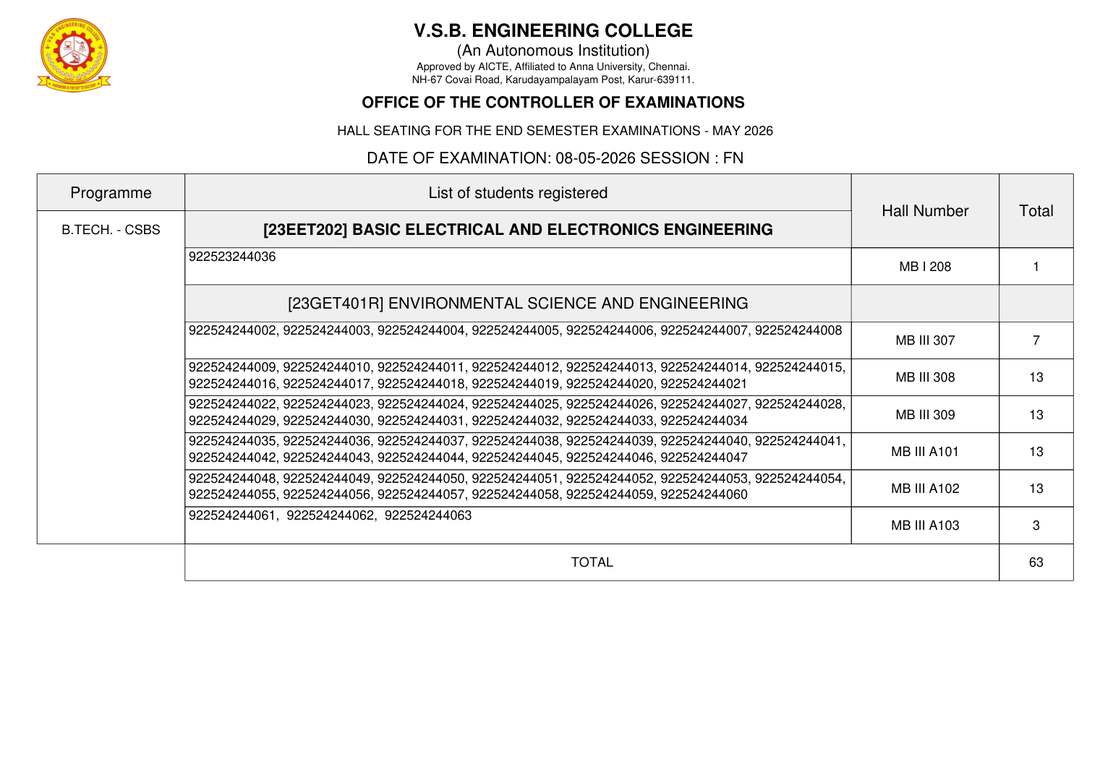 V.S.B. ENGINEERING COLLEGE
(An Autonomous Institution)
Approved by AICTE, Affiliated to Anna University, Chennai.
NH-67 Covai Road, Karudayampalayam Post, Karur-639111.
OFFICE OF THE CONTROLLER OF EXAMINATIONS
HALL SEATING FOR THE END SEMESTER EXAMINATIONS - MAY 2026
DATE OF EXAMINATION: 08-05-2026 SESSION : FN
Programme List of students registered Hall Number Total
B.TECH. - CSBS [23EET202] BASIC ELECTRICAL AND ELECTRONICS ENGINEERING
922523244036 MB I 208 1
[23GET401R] ENVIRONMENTAL SCIENCE AND ENGINEERING
922524244002, 922524244003, 922524244004, 922524244005, 922524244006, 922524244007, 922524244008 MB III 307 7
922524244009, 922524244010, 922524244011, 922524244012, 922524244013, 922524244014, 922524244015,
922524244016, 922524244017, 922524244018, 922524244019, 922524244020, 922524244021 MB III 308 13
922524244022, 922524244023, 922524244024, 922524244025, 922524244026, 922524244027, 922524244028,
922524244029, 922524244030, 922524244031, 922524244032, 922524244033, 922524244034 MB III 309 13
922524244035, 922524244036, 922524244037, 922524244038, 922524244039, 922524244040, 922524244041,
922524244042, 922524244043, 922524244044, 922524244045, 922524244046, 922524244047 MB III A101 13
922524244048, 922524244049, 922524244050, 922524244051, 922524244052, 922524244053, 922524244054,
922524244055, 922524244056, 922524244057, 922524244058, 922524244059, 922524244060 MB III A102 13
922524244061, 922524244062, 922524244063 MB III A103 3
TOTAL 63